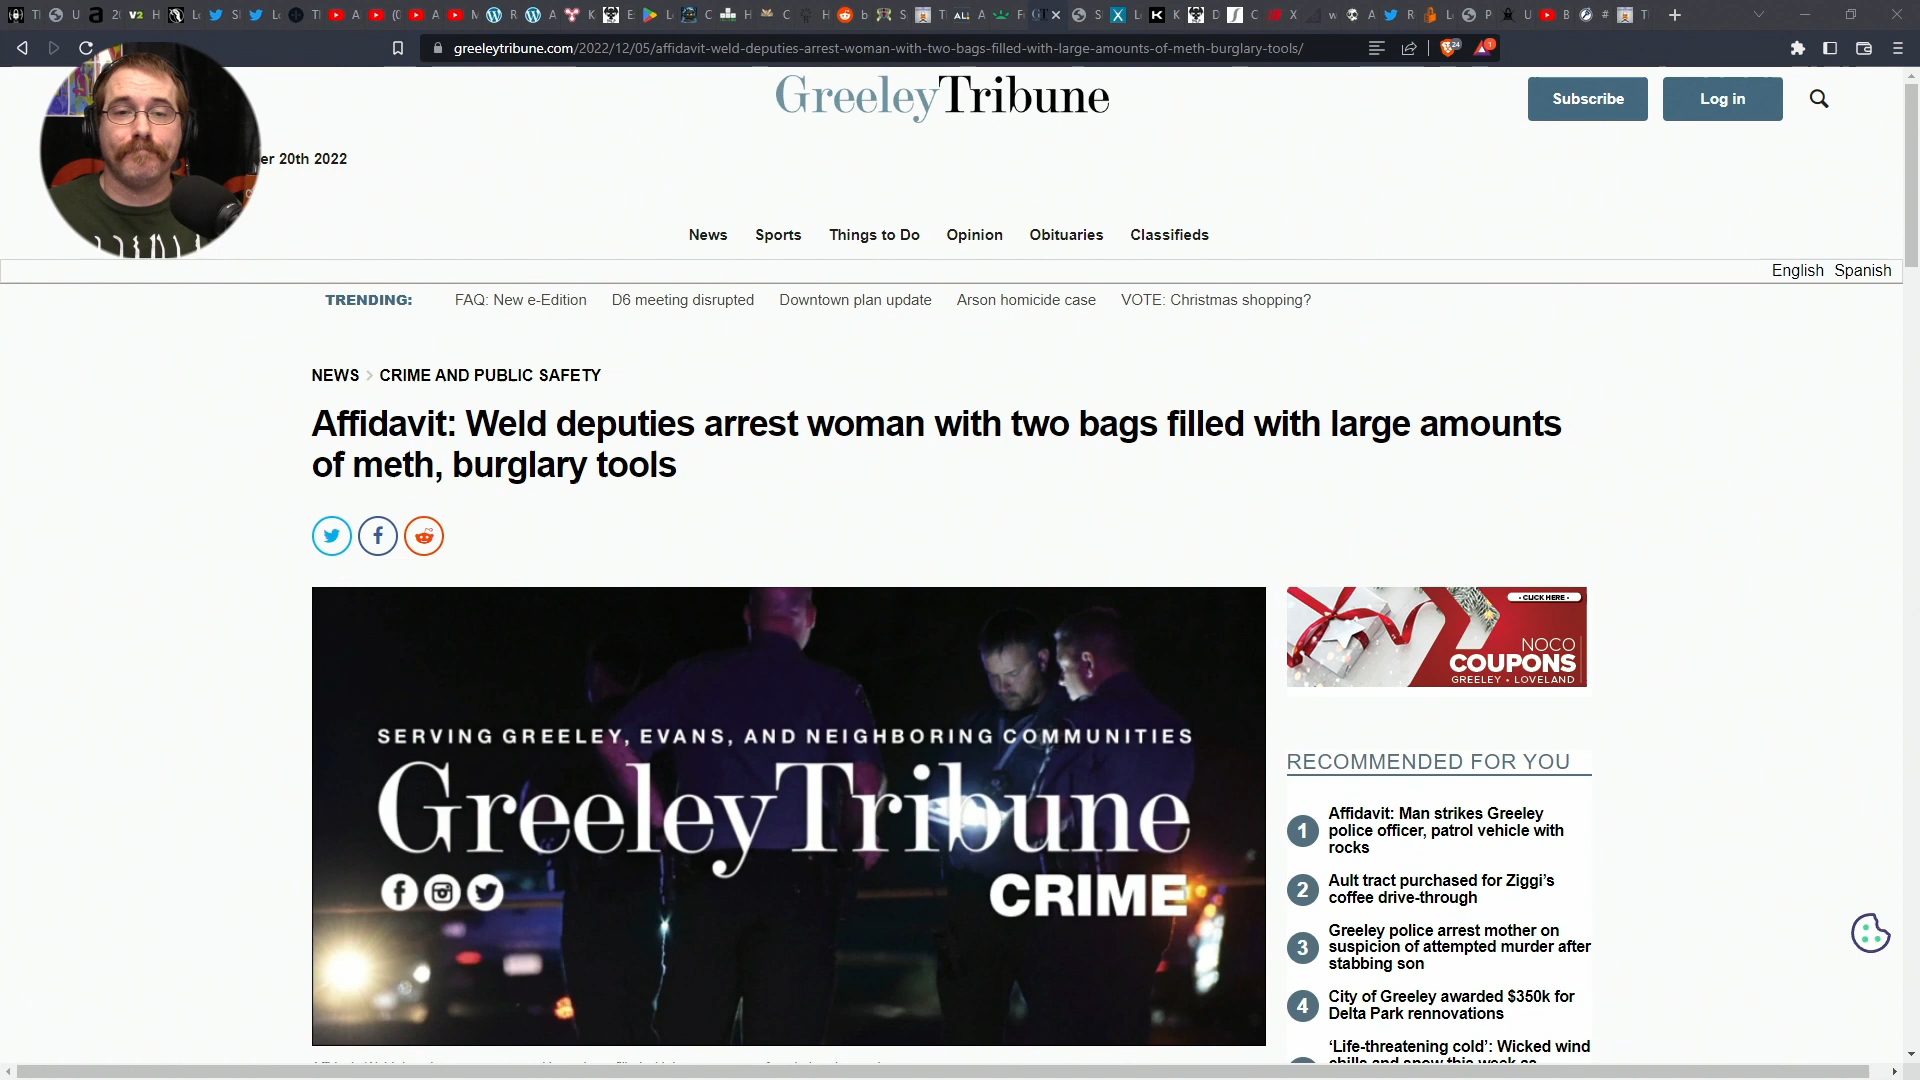 greeleytribune.com/2022/12/05/affidavit-weld-deputies-arrest-woman-with-two-bags-filled-with-large-amounts-of-meth-burglary-tools/
24
1
GreeleyTribune
Subscribe
Log in
er 20th 2022
News Sports Things to Do Opinion Obituaries Classifieds
English Spanish
TRENDING: FAQ: New e-Edition D6 meeting disrupted Downtown plan update Arson homicide case VOTE: Christmas shopping?
NEWS > CRIME AND PUBLIC SAFETY
Affidavit: Weld deputies arrest woman with two bags filled with large amounts
of meth, burglary tools
SERVING GREELEY, EVANS, AND NEIGHBORING COMMUNITIES
GreeleyTribune
CRIME
• CLICK HERE •
NOCO
COUPONS
GREELEY • LOVELAND
RECOMMENDED FOR YOU
1 Affidavit: Man strikes Greeley
police officer, patrol vehicle with
rocks
2 Ault tract purchased for Ziggi's
coffee drive-through
3 Greeley police arrest mother on
suspicion of attempted murder after
stabbing son
4 City of Greeley awarded $350k for
Delta Park rennovations
‘Life-threatening cold’: Wicked wind
chills and snow this week as